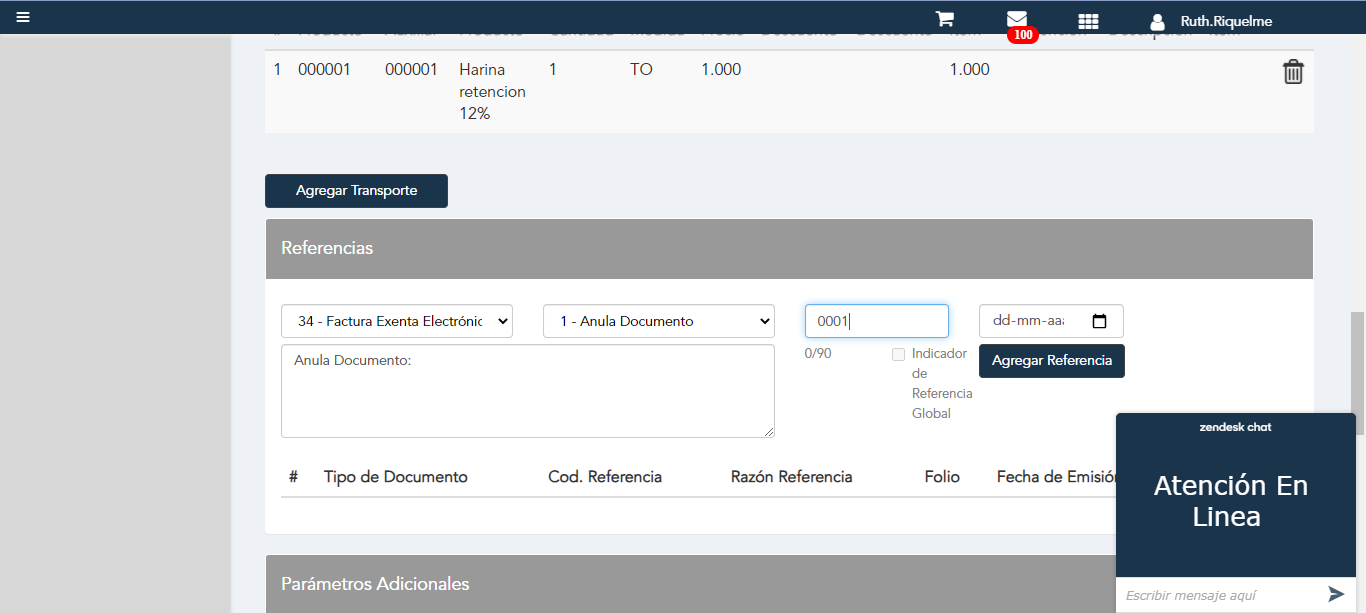 Ruth.Riquelme
100
1 000001 000001 Harina 1 TO 1.000 1.000
retencion
12%
Agregar Transporte
Referencias
34 - Factura Exenta Electrónic 1 - Anula Documento 0001 dd-mm-aa
Anula Documento: 0/90 Indicador Agregar Referencia
de
Referencia
Global
zendesk chat
# Tipo de Documento Cod. Referencia Razón Referencia Folio Fecha de Emisión
Atención En
Linea
Parámetros Adicionales
Escribir mensaje aquí